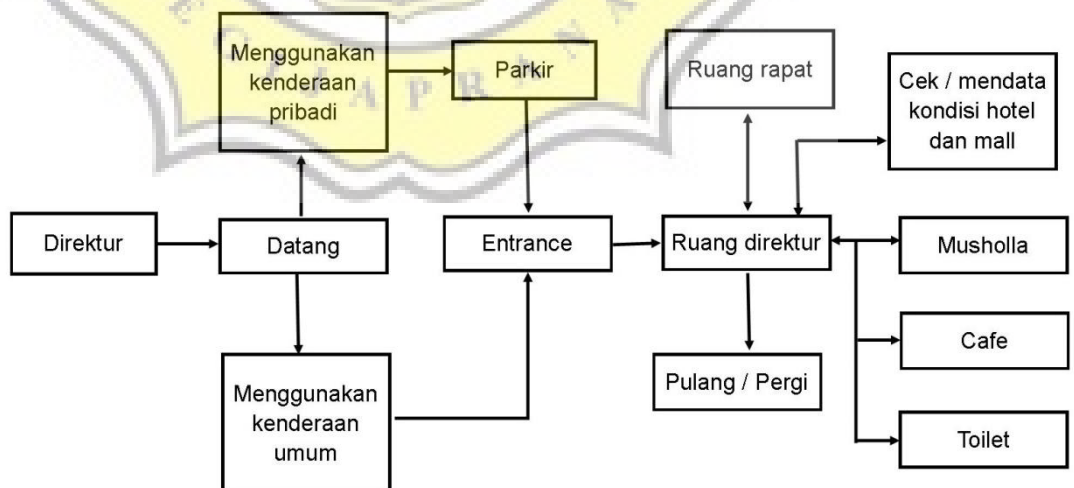 Menggunakan
kenderaan
pribadi
Parkir
Ruang rapat
Cek / mendata
kondisi hotel
dan mall
Direktur
Datang
Entrance
Ruang direktur
Musholla
Menggunakan
kenderaan
umum
Pulang / Pergi
Cafe
Toilet